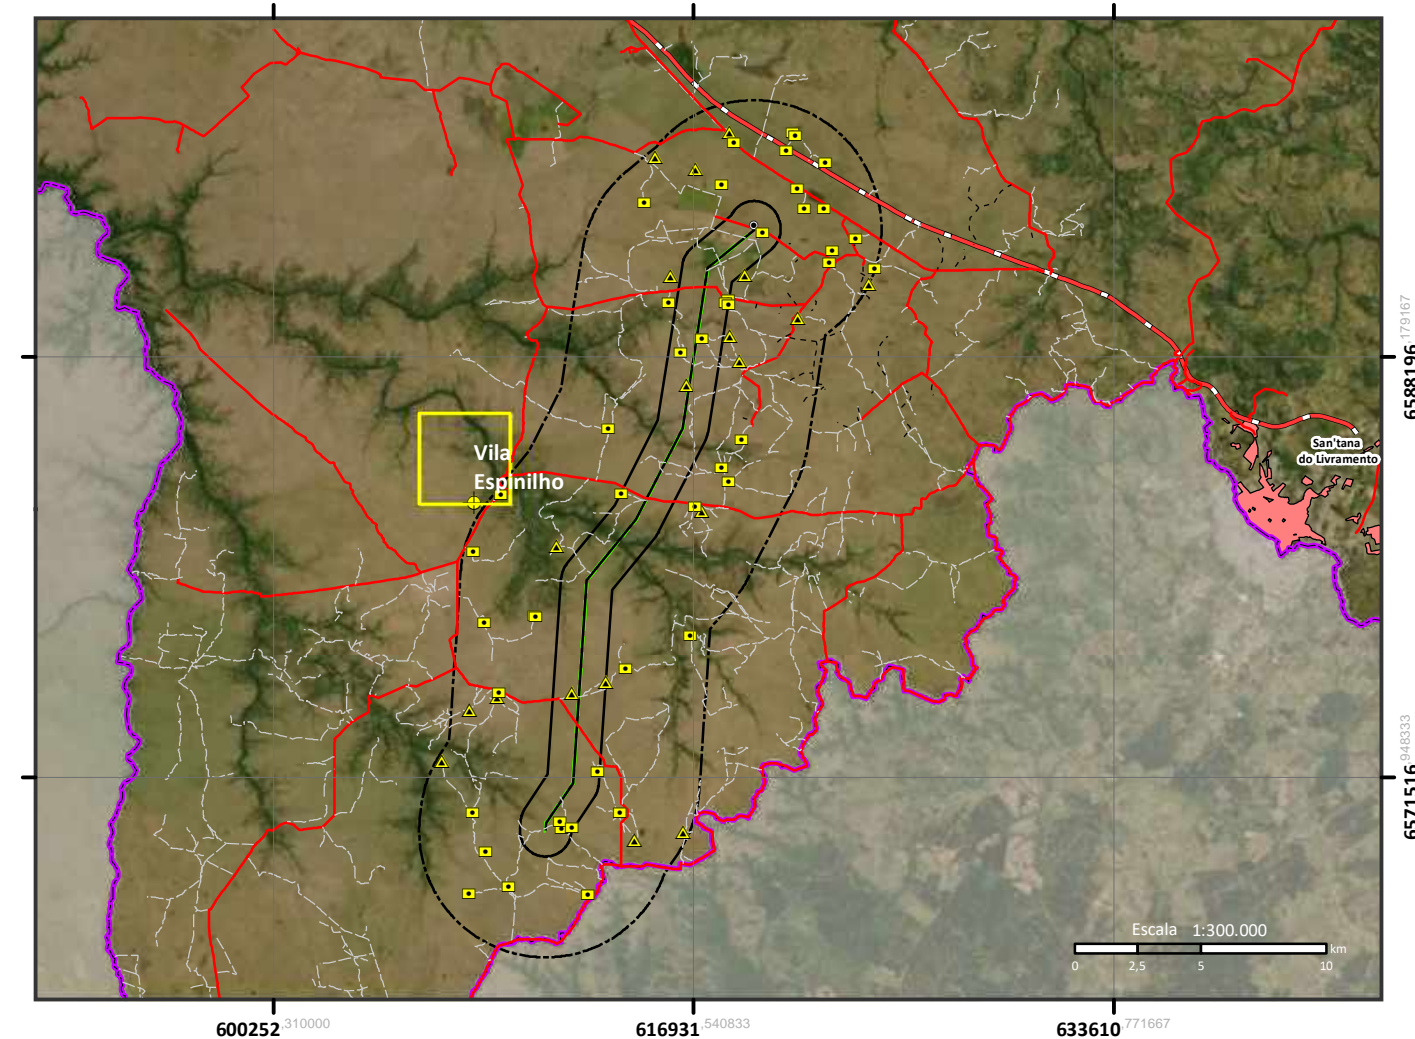 Vila
Espinilho
San'tana
do Livramento
6588196,179167
6571516,948333
Escala 1:300.000
km
0 2,5 5 10
600252,310000
616931,540833
633610,771667